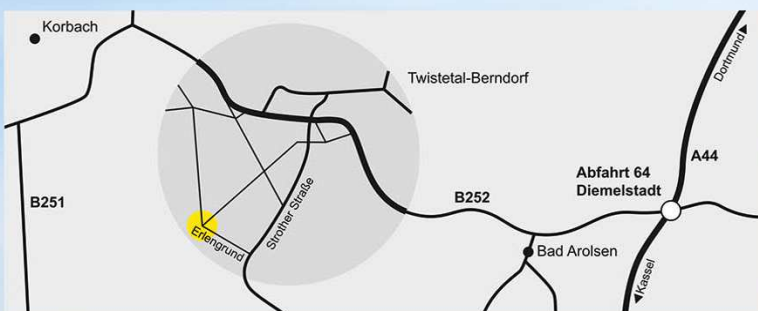 Korbach
Twistetal-Berndorf
Dortmund
A44
Abfahrt 64
Diemelstadt
B251
B252
Strother Straße
Erlengrund
Bad Arolsen
Kassel